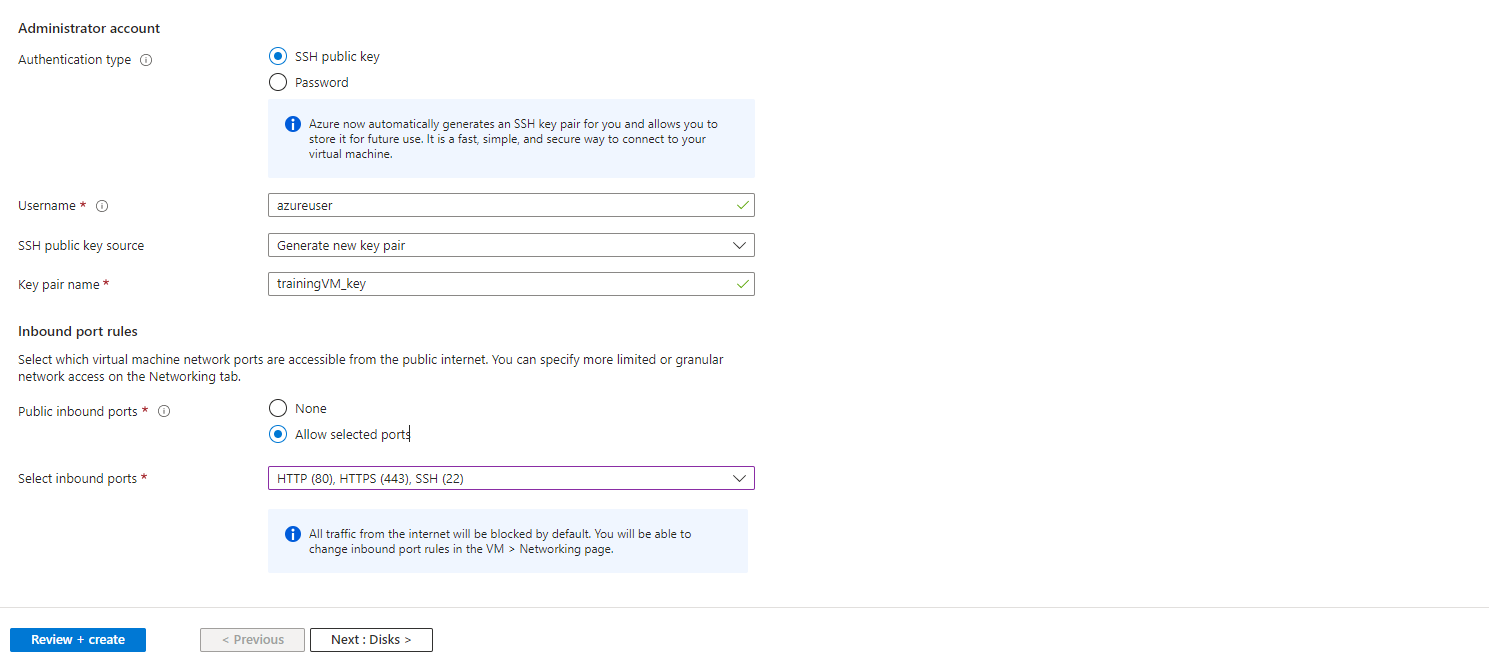 Administrator account
Authentication type
SSH public key
Password
Azure now automatically generates an SSH key pair for you and allows you to
store it for future use. It is a fast, simple, and secure way to connect to your
virtual machine.
Username *
azureuser
SSH public key source
Generate new key pair
Key pair name *
trainingVM_key
Inbound port rules
Select which virtual machine network ports are accessible from the public internet. You can specify more limited or granular
network access on the Networking tab.
Public inbound ports *
None
Allow selected ports
Select inbound ports *
HTTP (80), HTTPS (443), SSH (22)
All traffic from the internet will be blocked by default. You will be able to
change inbound port rules in the VM > Networking page.
Review + create
< Previous
Next : Disks >